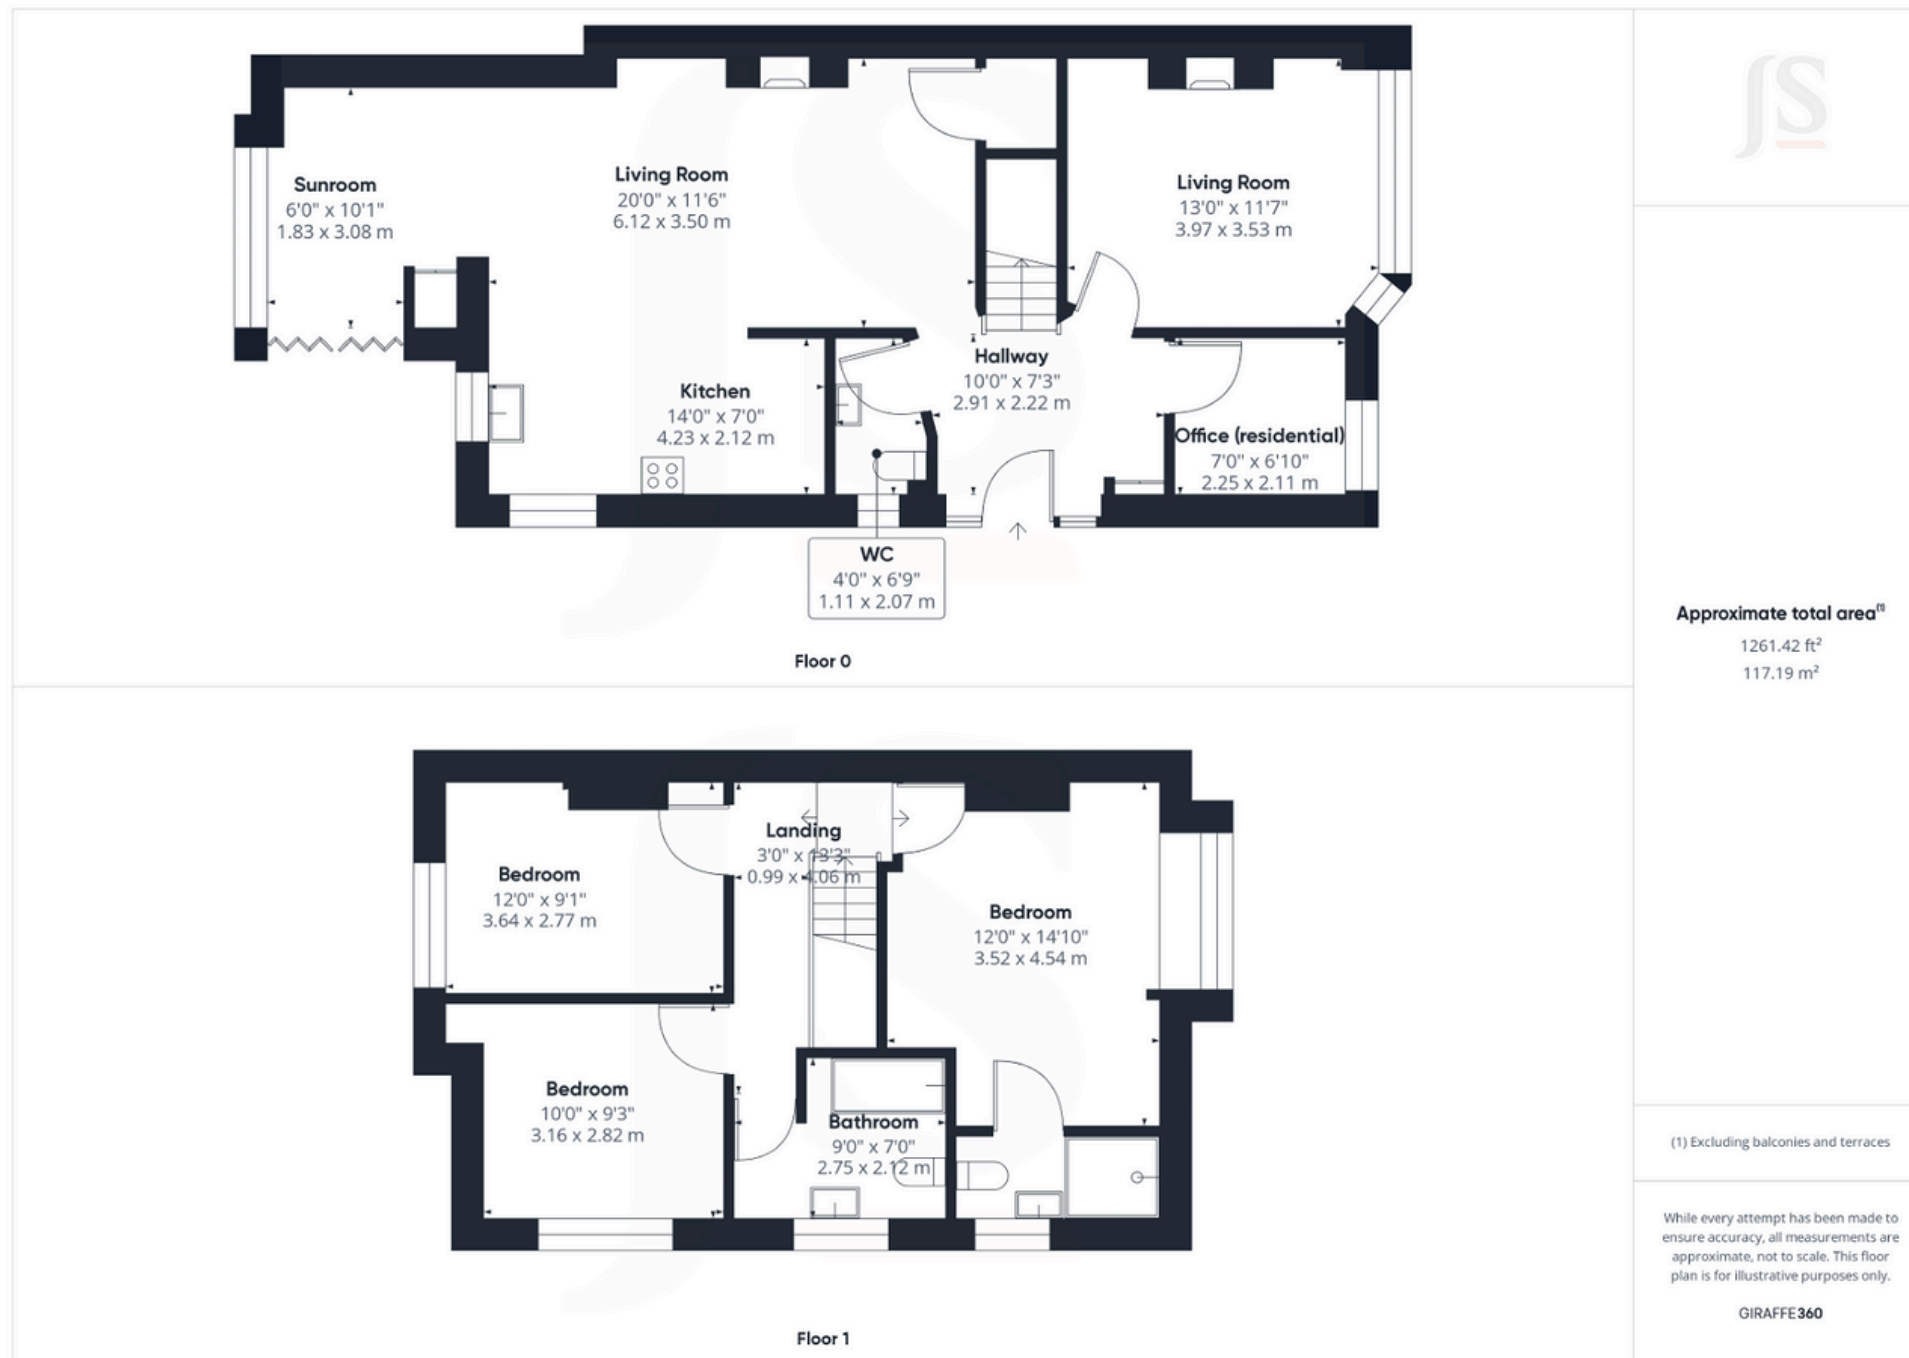 JS
Sunroom
6'0" x 10'1"
1.83 x 3.08 m
Living Room
20'0" x 11'6"
6.12 x 3.50 m
Living Room
13'0" x 11'7"
3.97 x 3.53 m
Kitchen
14'0" x 7'0"
4.23 x 2.12 m
Hallway
10'0" x 7'3"
2.91 x 2.22 m
Office (residential)
7'0" x 6'10"
2.25 x 2.11 m
WC
4'0" x 6'9"
1.11 x 2.07 m
Floor 0
Approximate total area(1)
1261.42 ft²
117.19 m²
Landing
3'0" x 13'3"
0.99 x 4.06 m
Bedroom
12'0" x 9'1"
3.64 x 2.77 m
Bedroom
12'0" x 14'10"
3.52 x 4.54 m
Bedroom
10'0" x 9'3"
3.16 x 2.82 m
Bathroom
9'0" x 7'0"
2.75 x 2.12 m
Floor 1
(1) Excluding balconies and terraces
While every attempt has been made to
ensure accuracy, all measurements are
approximate, not to scale. This floor
plan is for illustrative purposes only.
GIRAFFE360